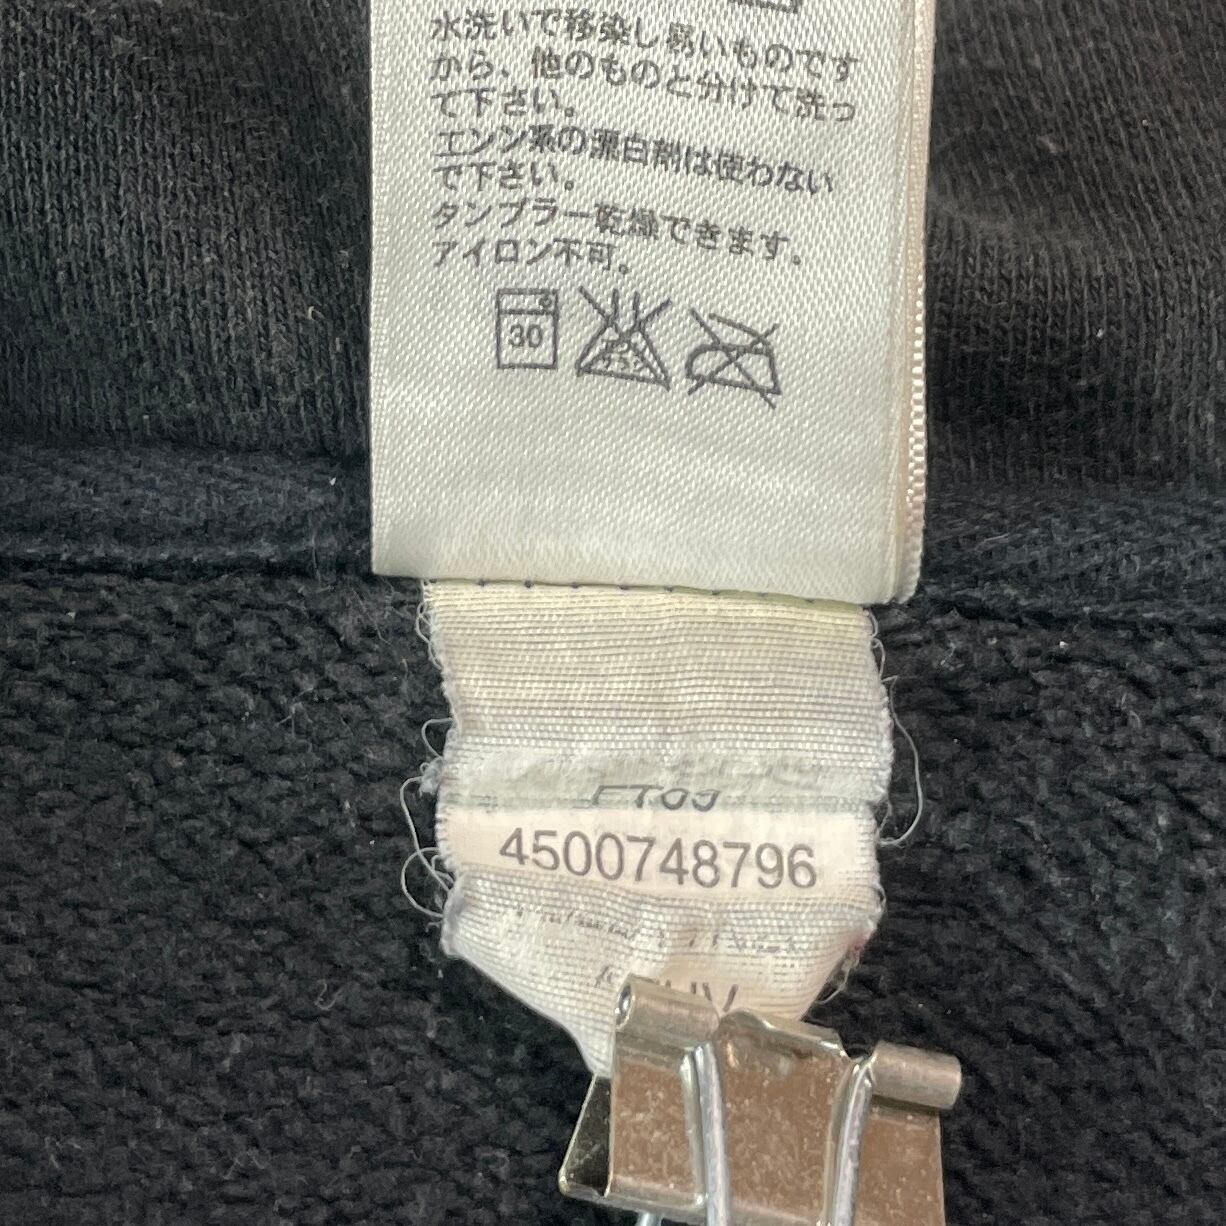 水洗いで移染し易いものです
から、他のものと分けて洗っ
て下さい。
エンソ系の漂白剤は使わない
で下さい。
タンブラー乾燥できます。
アイロン不可。
30
4500748796